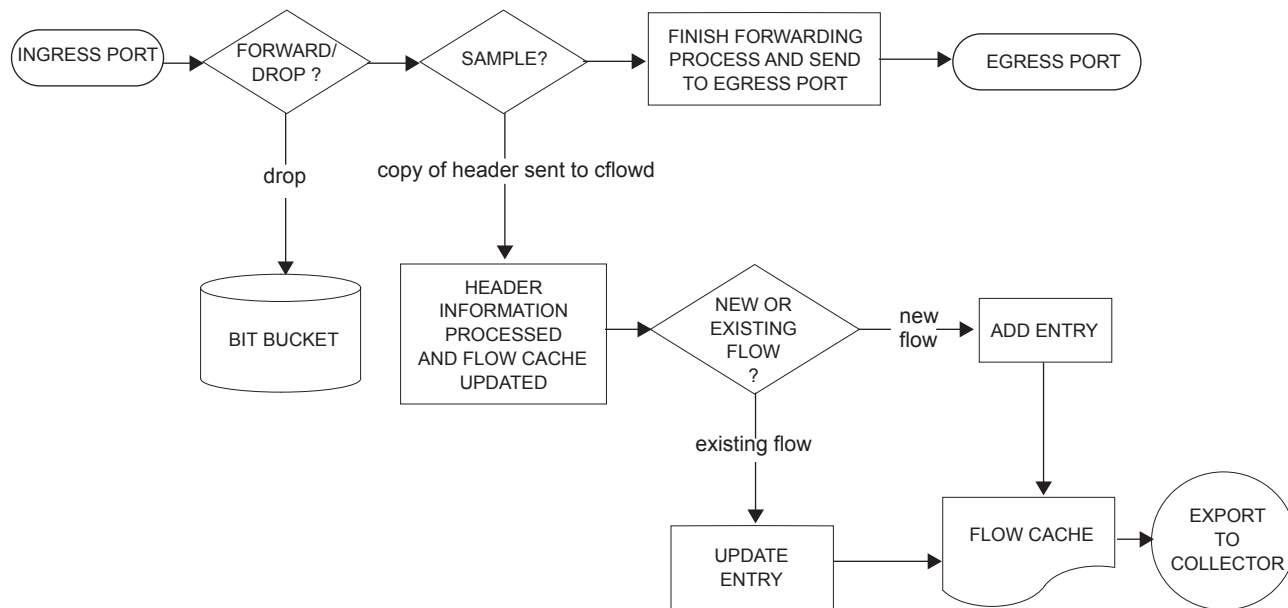 INGRESS PORT
FORWARD/
DROP ?
SAMPLE?
FINISH FORWARDING
PROCESS AND SEND
TO EGRESS PORT
EGRESS PORT
drop
copy of header sent to cflowd
BIT BUCKET
HEADER
INFORMATION
PROCESSED
AND FLOW CACHE
UPDATED
NEW OR
EXISTING
FLOW
?
new
flow
ADD ENTRY
existing flow
UPDATE
ENTRY
FLOW CACHE
EXPORT
TO
COLLECTOR